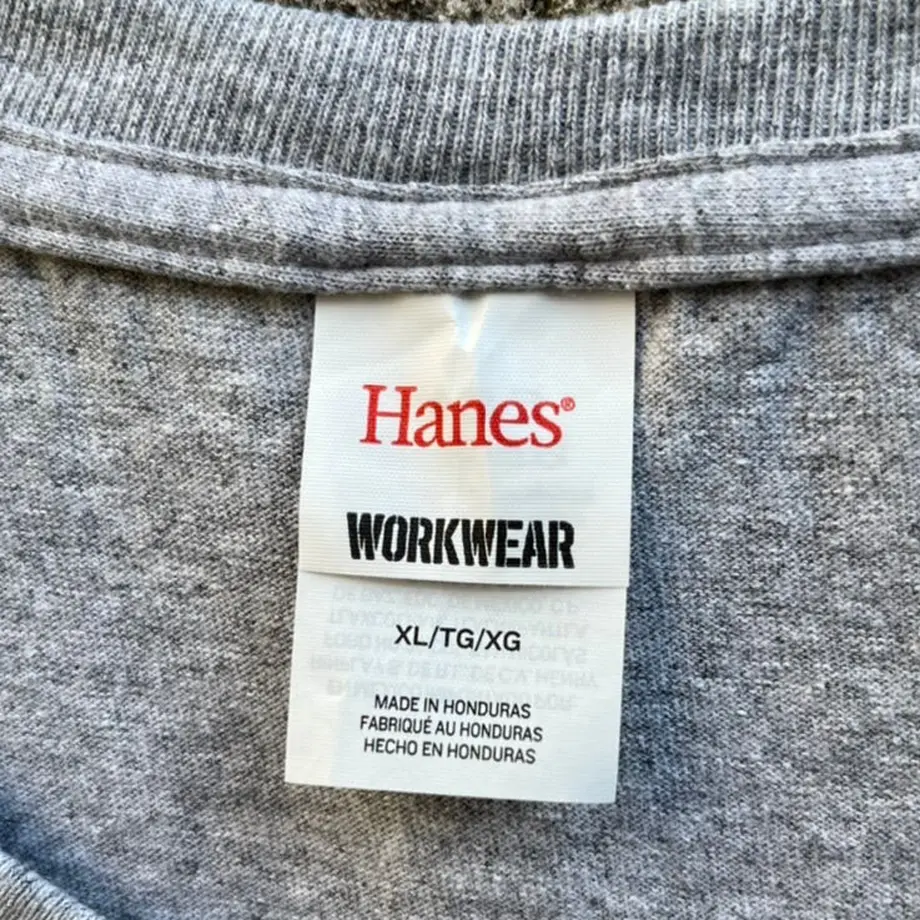 Hanes®
WORKWEAR
XL/TG/XG
MADE IN HONDURAS
FABRIQUÉ AU HONDURAS
HECHO EN HONDURAS